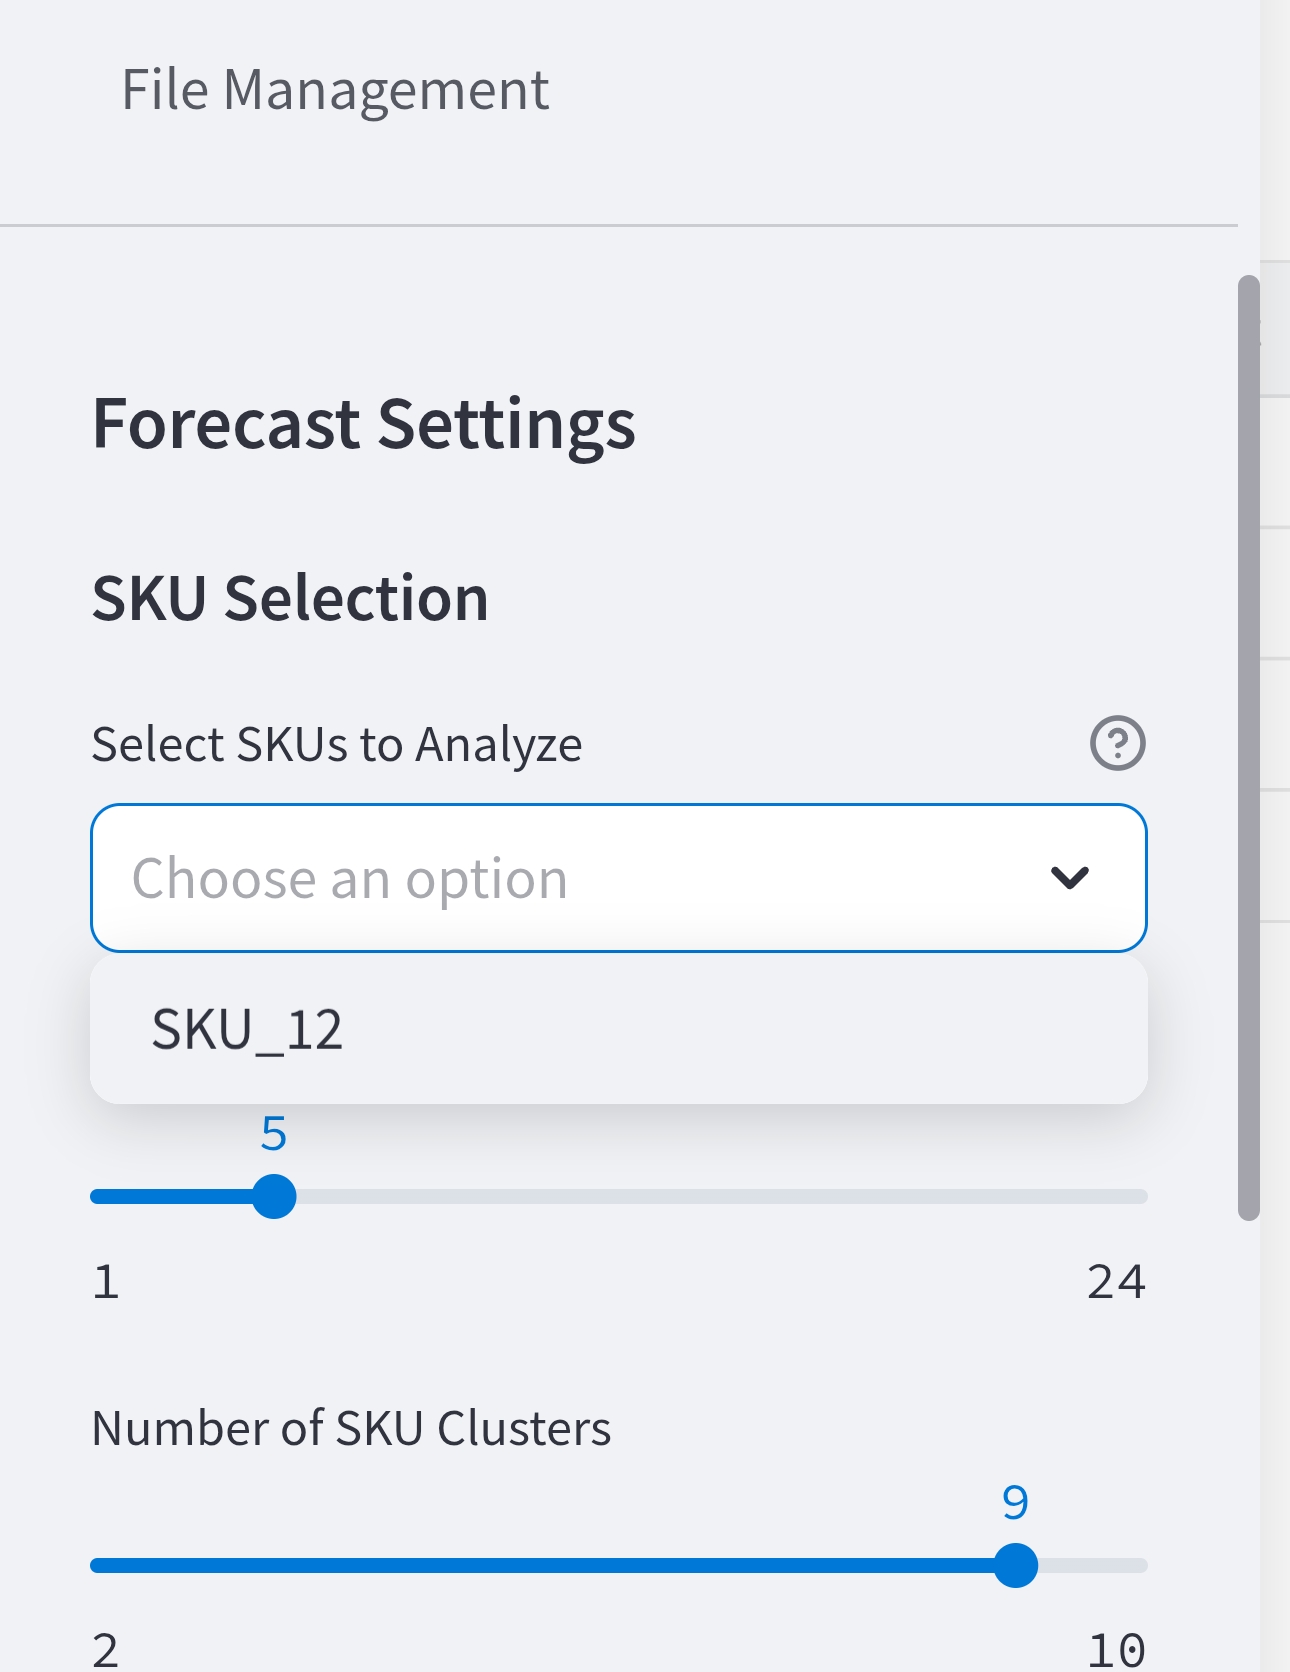 File Management
Forecast Settings
SKU Selection
Select SKUs to Analyze
Choose an option
SKU_12
5
1 24
Number of SKU Clusters
9
2 10